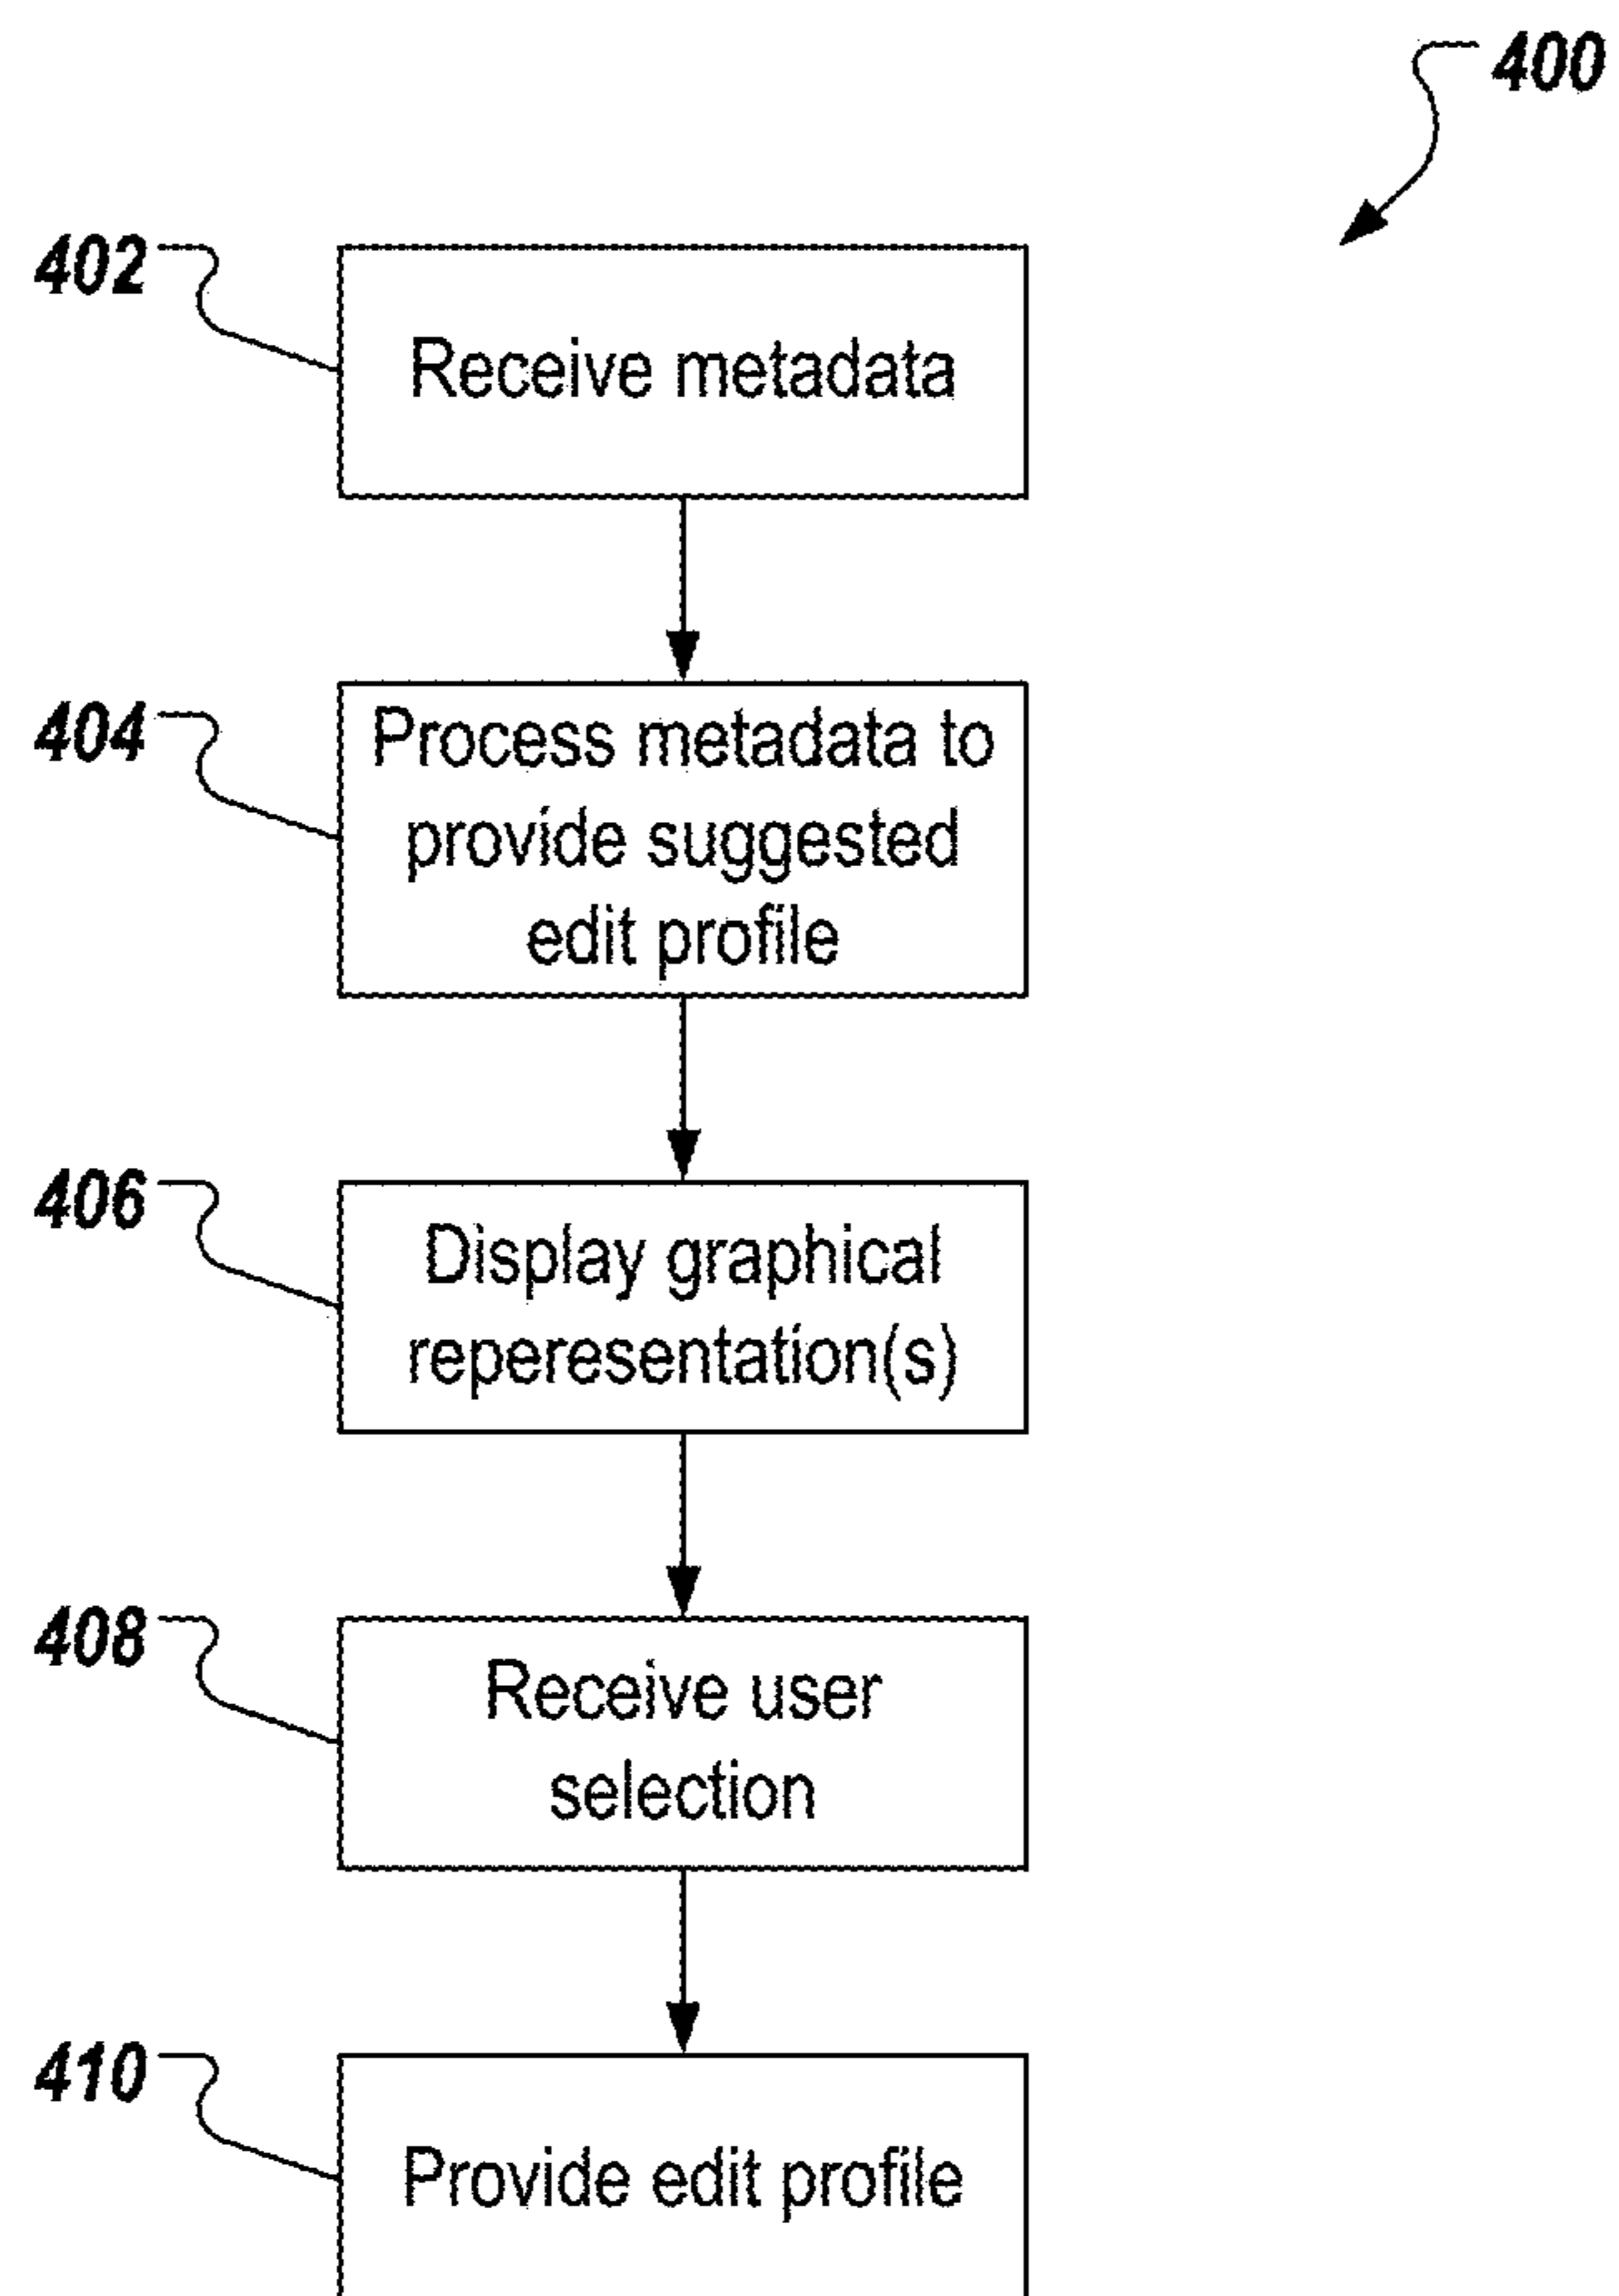 400
402
Receive metadata
404
Process metadata to
provide suggested
edit profile
406
Display graphical
reperesentation(s)
408
Receive user
selection
410
Provide edit profile